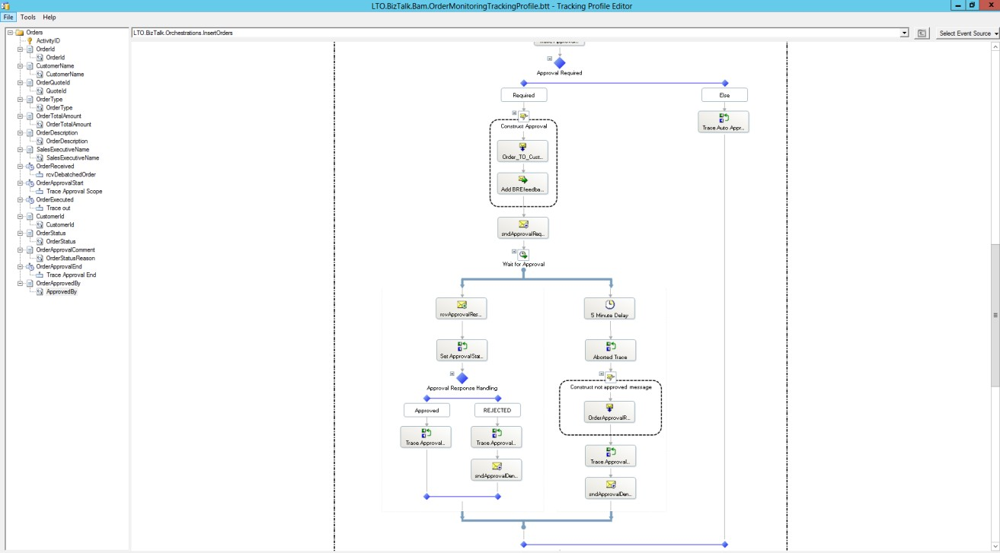 LTO.BizTalk.Bam.OrderMonitoringTrackingProfile.btt - Tracking Profile Editor
File Tools Help
Orders
ActivityID
OrderId
OrderId
CustomerName
CustomerName
OrderQuoteId
QuoteId
OrderType
OrderType
OrderTotalAmount
OrderTotalAmount
OrderDescription
OrderDescription
SalesExecutiveName
SalesExecutiveName
OrderReceived
rcvDebatchedOrder
OrderApprovalStart
Trace Approval Scope
OrderExecuted
Trace out
CustomerId
CustomerId
OrderStatus
OrderStatus
OrderApprovalComment
OrderStatusReason
OrderApprovalEnd
Trace Approval End
OrderApprovedBy
ApprovedBy
LTO.BizTalk.Orchestrations.InsertOrders
Select Event Source
Approval Required
Required
Else
Construct Approval
Trace Auto Appr...
Order_TO_Cust...
Add BREfeedba...
sndApprovalReq...
Wait for Approval
rcvApprovalRes...
5 Minute Delay
Set ApprovalStat...
Aborted Trace
Approval Response Handling
Construct not approved message
Approved
REJECTED
OrderApprovalR...
Trace Approval...
Trace Approval...
Trace Approval...
sndApprovalDen...
sndApprovalDen...